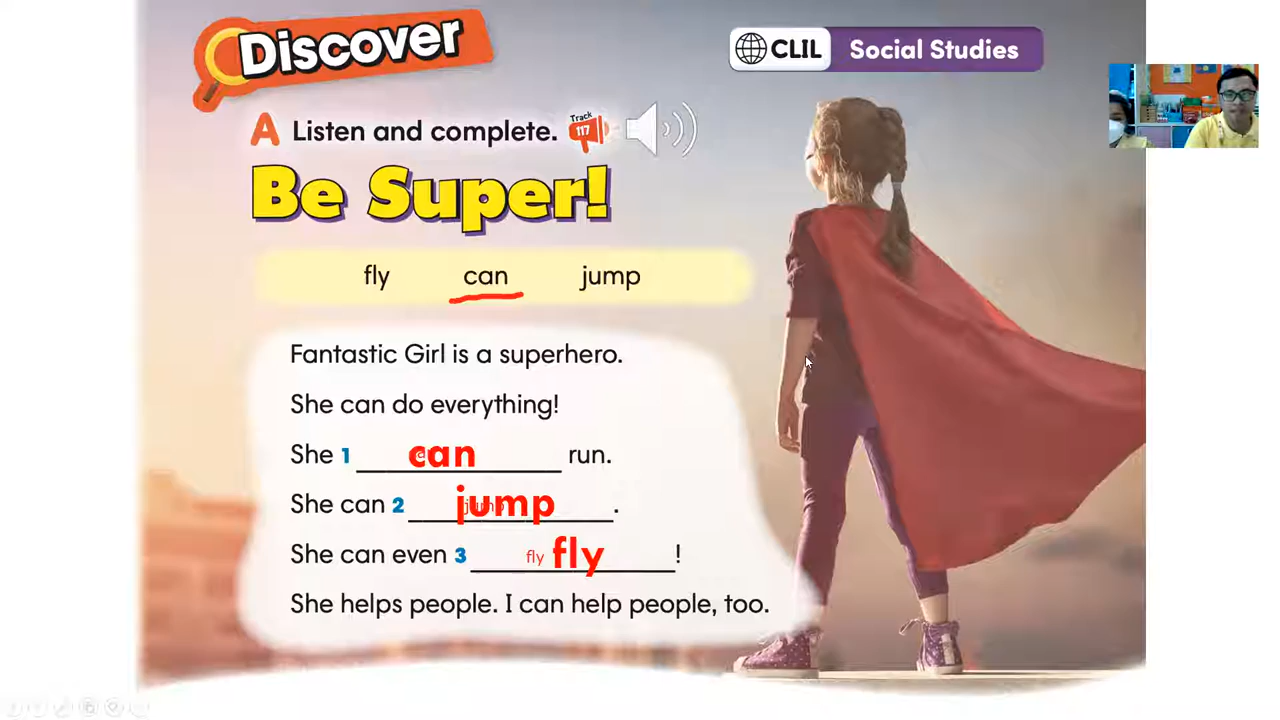 Discover
CLIL Social Studies
A Listen and complete. Track 117
Be Super!
fly can jump
Fantastic Girl is a superhero.
She can do everything!
She 1 can run.
She can 2 jump jump.
She can even 3 fly fly!
She helps people. I can help people, too.